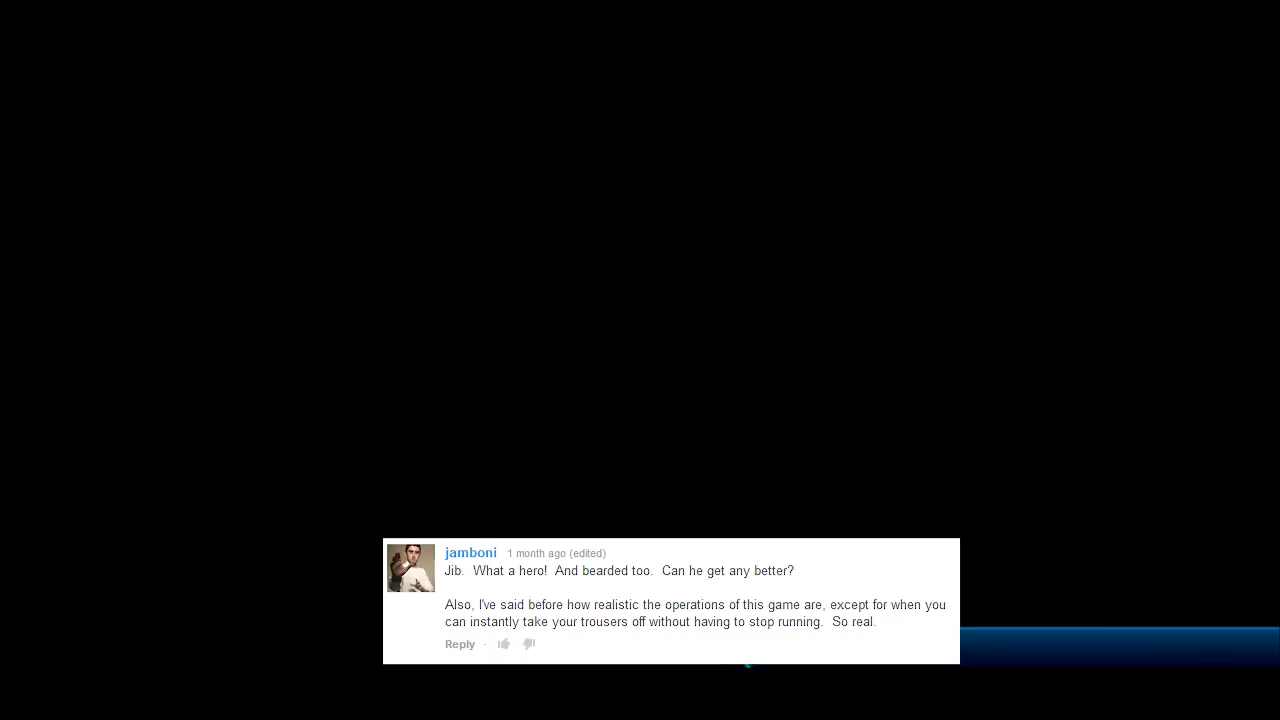 jamboni 1 month ago (edited)
Jib.  What a hero!  And bearded too.  Can he get any better?
Also, I've said before how realistic the operations of this game are, except for when you
can instantly take your trousers off without having to stop running.  So real.
Reply ·